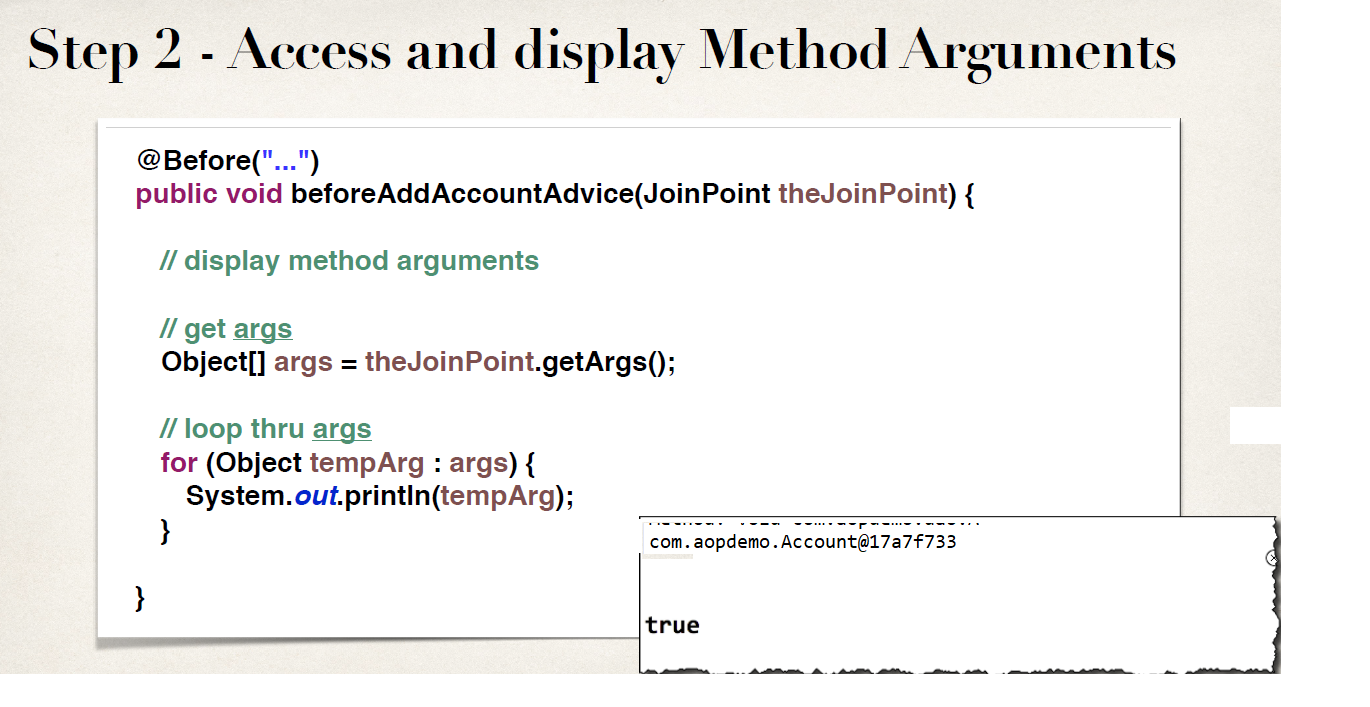 Step 2 - Access and display Method Arguments
@Before("...")
public void beforeAddAccountAdvice(JoinPoint theJoinPoint) {
// display method arguments
// get args
Object[] args = theJoinPoint.getArgs();
// loop thru args
for (Object tempArg : args) {
System.out.println(tempArg);
}
}
com.aopdemo.Account@17a7f733
true